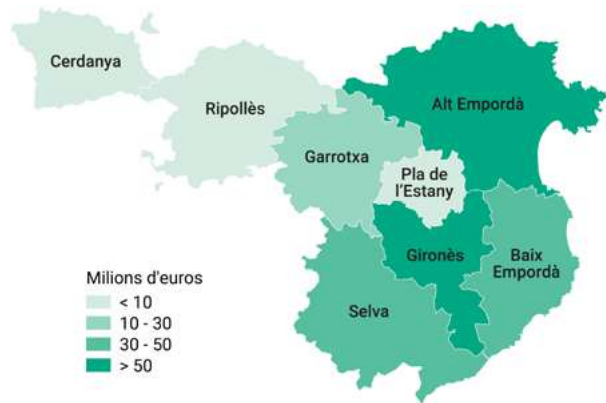 Cerdanya
Ripollès
Alt Empordà
Garrotxa
Pla de
l'Estany
Gironès
Baix
Empordà
Selva
Milions d'euros
< 10
10 - 30
30 - 50
> 50